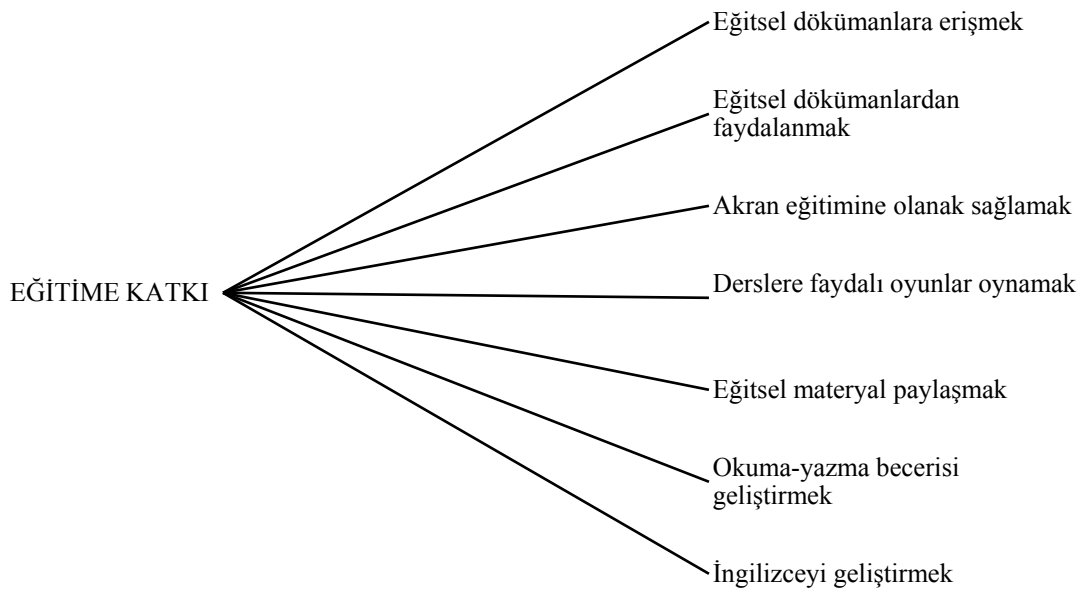 Eğitsel dökümanlara erişmek
Eğitsel dökümanlardan
faydalanmak
Akran eğitimine olanak sağlamak
EĞİTİME KATKI
Derslere faydalı oyunlar oynamak
Eğitsel materyal paylaşmak
Okuma-yazma becerisi
geliştirmek
İngilizceyi geliştirmek